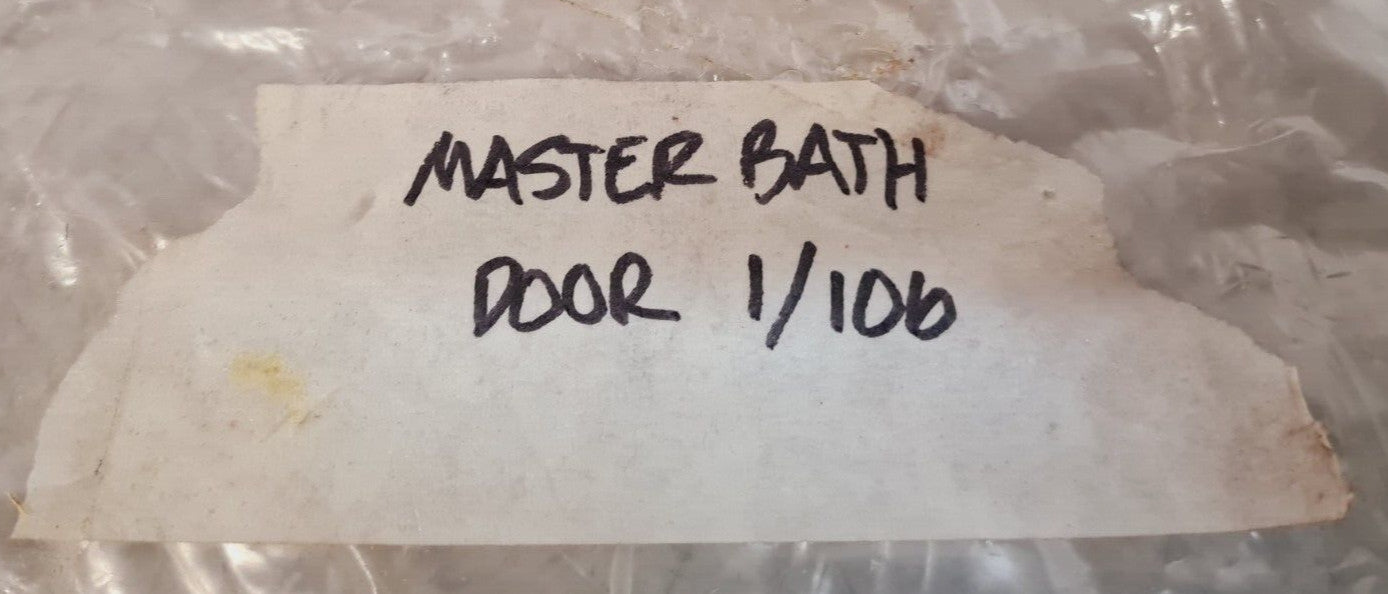 MASTER BATH
DOOR 1/106